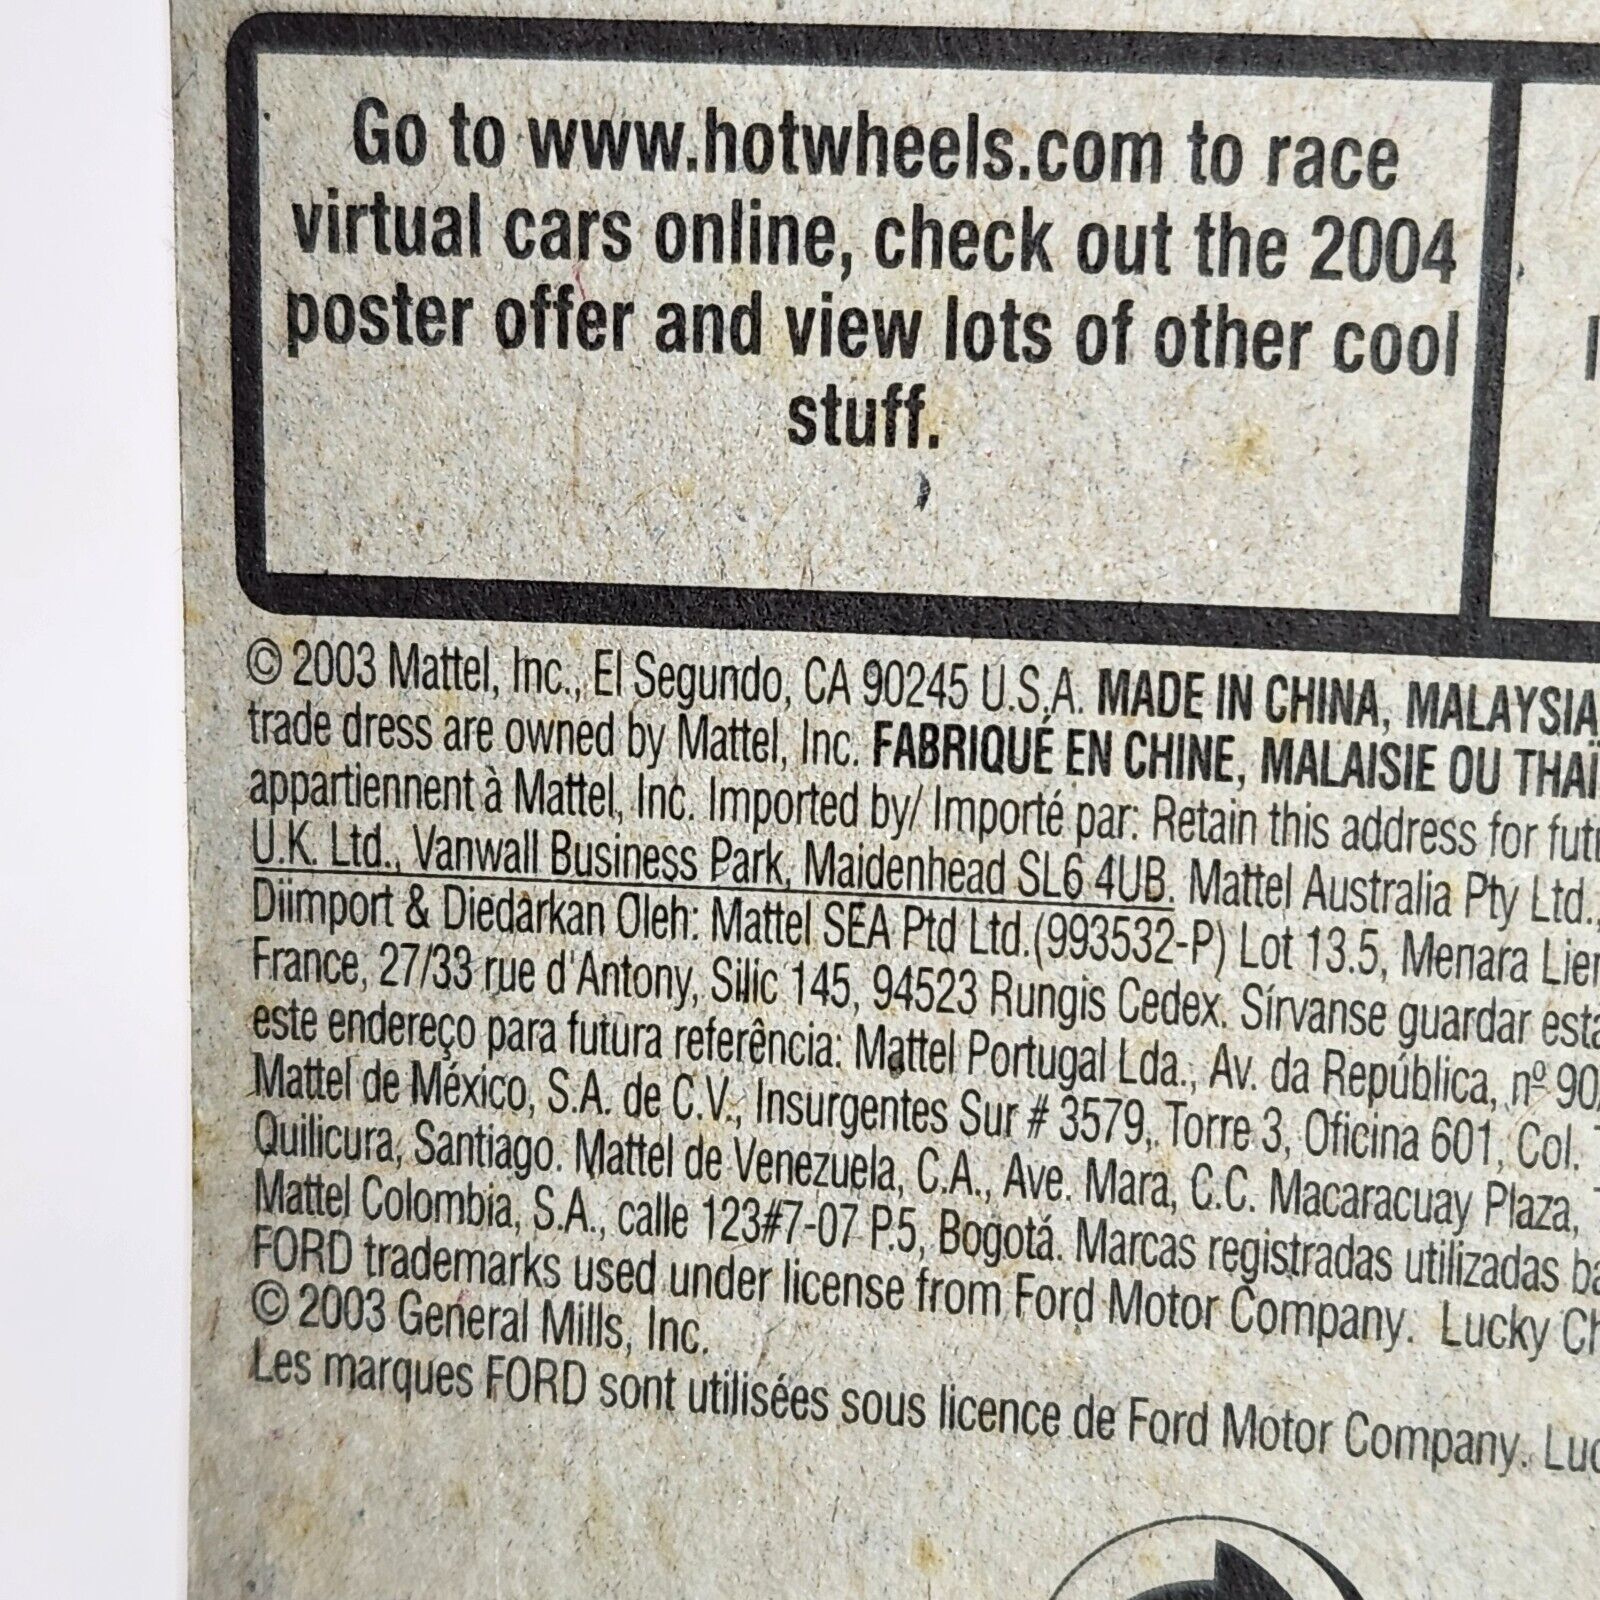 Go to www.hotwheels.com to race
virtual cars online, check out the 2004
poster offer and view lots of other cool
stuff.
© 2003 Mattel, Inc., El Segundo, CA 90245 U.S.A. MADE IN CHINA, MALAYSIA
trade dress are owned by Mattel, Inc. FABRIQUÉ EN CHINE, MALAISIE OU THAÏ
appartiennent à Mattel, Inc. Imported by/ Importé par: Retain this address for
U.K. Ltd., Vanwall Business Park, Maidenhead SL6 4UB. Mattel Australia Pty Ltd.,
Diimport & Diedarkan Oleh: Mattel SEA Ptd Ltd.(993532-P) Lot 13.5, Menara
France, 27/33 rue d'Antony, Silic 145, 94523 Rungis Cedex. Sírvanse guardar
este endereço para futura referência: Mattel Portugal Lda., Av. da República, nº 90
Mattel de México, S.A. de C.V., Insurgentes Sur # 3579, Torre 3, Oficina 601, Col.
Quilicura, Santiago. Mattel de Venezuela, C.A., Ave. Mara, C.C. Macaracuay Plaza,
Mattel Colombia, S.A., calle 123#7-07 P.5, Bogotá. Marcas registradas utilizadas
FORD trademarks used under license from Ford Motor Company. Lucky
© 2003 General Mills, Inc.
Les marques FORD sont utilisées sous licence de Ford Motor Company.